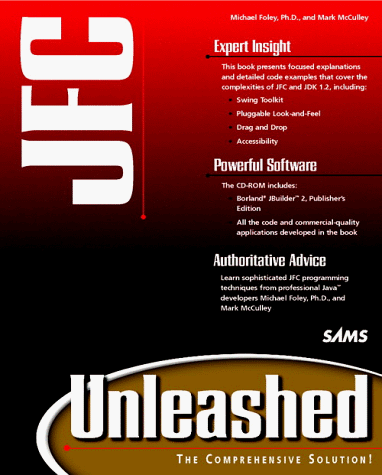 Michael Foley, Ph.D., and Mark McCulley
JFC
Expert Insight
This book presents focused explanations
and detailed code examples that cover the
complexities of JFC and JDK 1.2, including:
Swing Toolkit
Pluggable Look-and-Feel
Drag and Drop
Accessibility
Powerful Software
The CD-ROM includes:
Borland® JBuilder™ 2, Publisher's
Edition
All the code and commercial-quality
applications developed in the book
Authoritative Advice
Learn sophisticated JFC programming
techniques from professional Java™
developers Michael Foley, Ph.D., and
Mark McCulley
SAMS
Unleashed
THE COMPREHENSIVE SOLUTION!